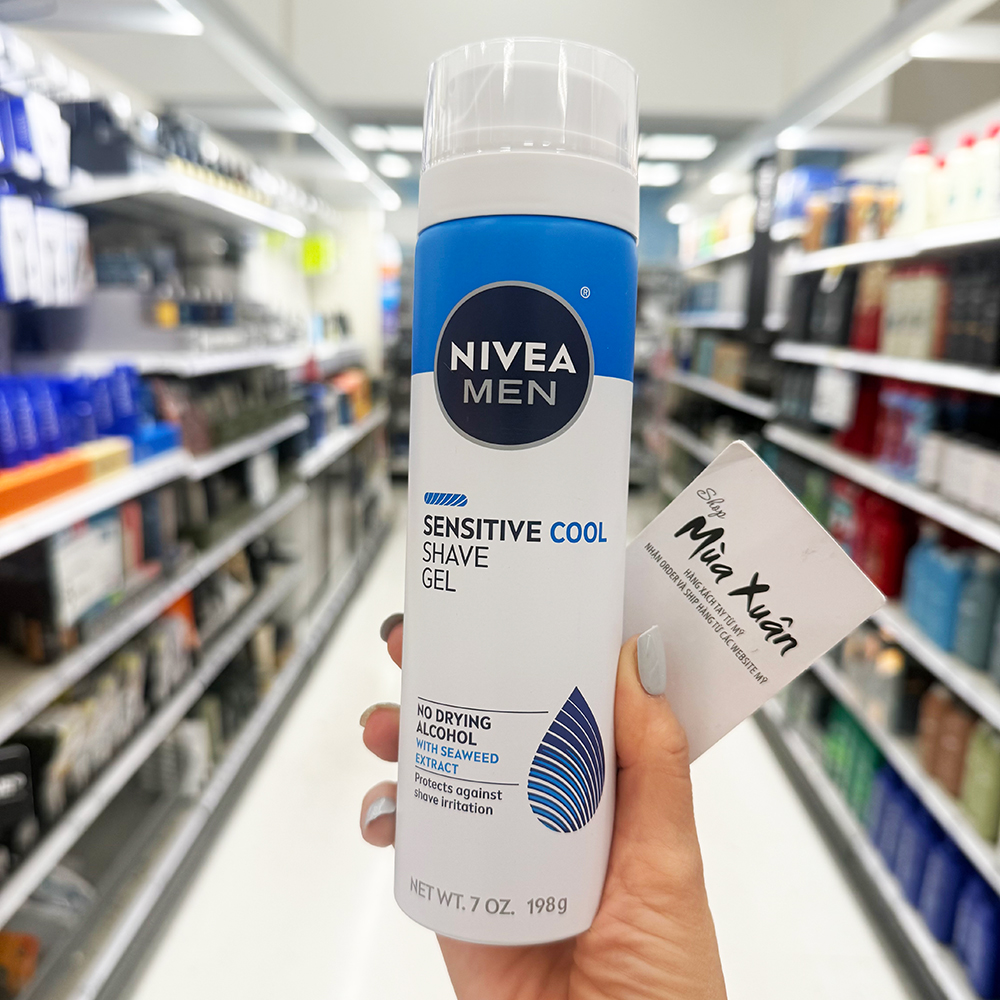 ®
NIVEA
MEN
SENSITIVE COOL
SHAVE
GEL
NO DRYING
ALCOHOL
WITH SEAWEED
EXTRACT
Protects against
shave irritation
NET WT. 7 OZ. 198g
Shop
Mùa Xuân
HÀNG XÁCH TAY TỪ MỸ
NHẬN ORDER VÀ SHIP HÀNG TỪ CÁC WEBSITE MỸ